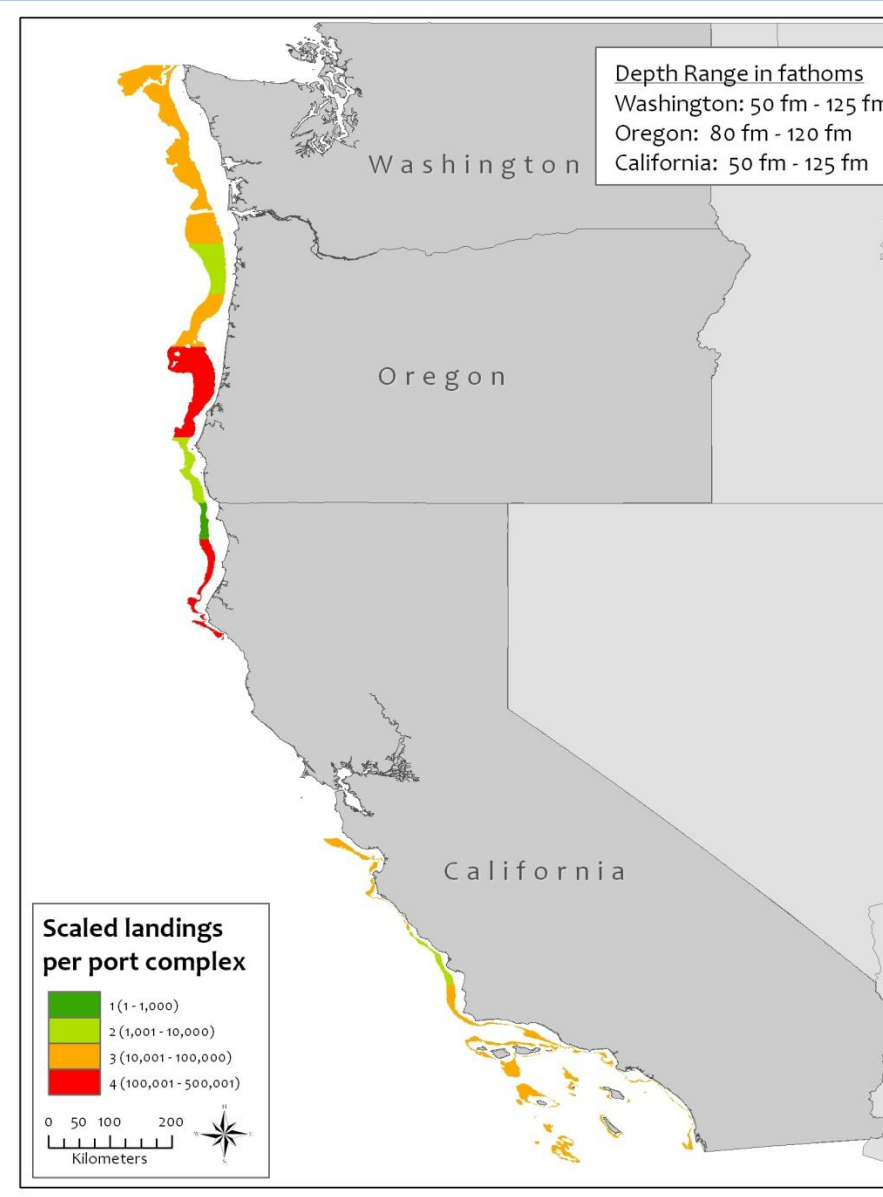 Depth Range in fathoms
Washington: 50 fm - 125 fm
Oregon: 80 fm - 120 fm
California: 50 fm - 125 fm
Washington
Oregon
California
Scaled landings
per port complex
1 (1 - 1,000)
2 (1,001 - 10,000)
3 (10,001 - 100,000)
4 (100,001 - 500,001)
0 50 100 200
Kilometers
N
W E
S